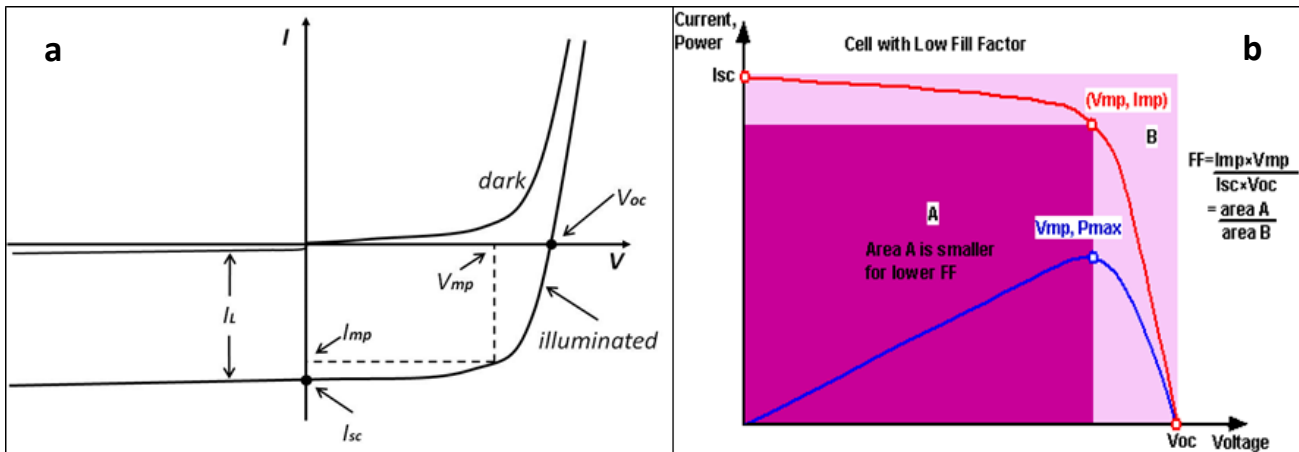 a
I
dark
Voc
V
Vmp
IL
Imp
illuminated
Isc
b
Current,
Power
Cell with Low Fill Factor
Isc
(Vmp, Imp)
B
FF=Imp×Vmp
Isc×Voc
= area A
area B
A
Vmp, Pmax
Area A is smaller
for lower FF
Voc Voltage